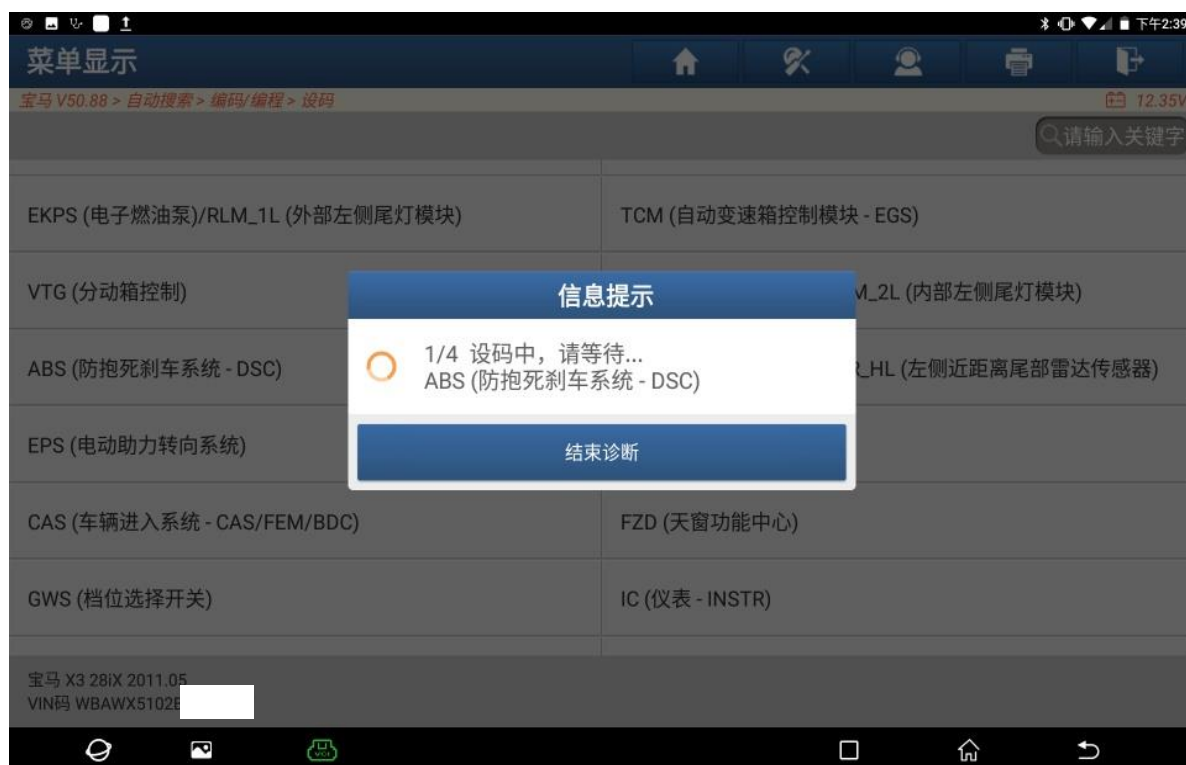 下午2:39
菜单显示
宝马 V50.88 > 自动搜索 > 编码/编程 > 设码
12.35V
请输入关键字
EKPS (电子燃油泵)/RLM_1L (外部左侧尾灯模块)
TCM (自动变速箱控制模块 - EGS)
VTG (分动箱控制)
M_2L (内部左侧尾灯模块)
信息提示
1/4 设码中，请等待...
ABS (防抱死刹车系统 - DSC)
ABS (防抱死刹车系统 - DSC)
_HL (左侧近距离尾部雷达传感器)
EPS (电动助力转向系统)
结束诊断
CAS (车辆进入系统 - CAS/FEM/BDC)
FZD (天窗功能中心)
GWS (档位选择开关)
IC (仪表 - INSTR)
宝马 X3 28iX 2011.05
VIN码 WBAWX5102E
VCI